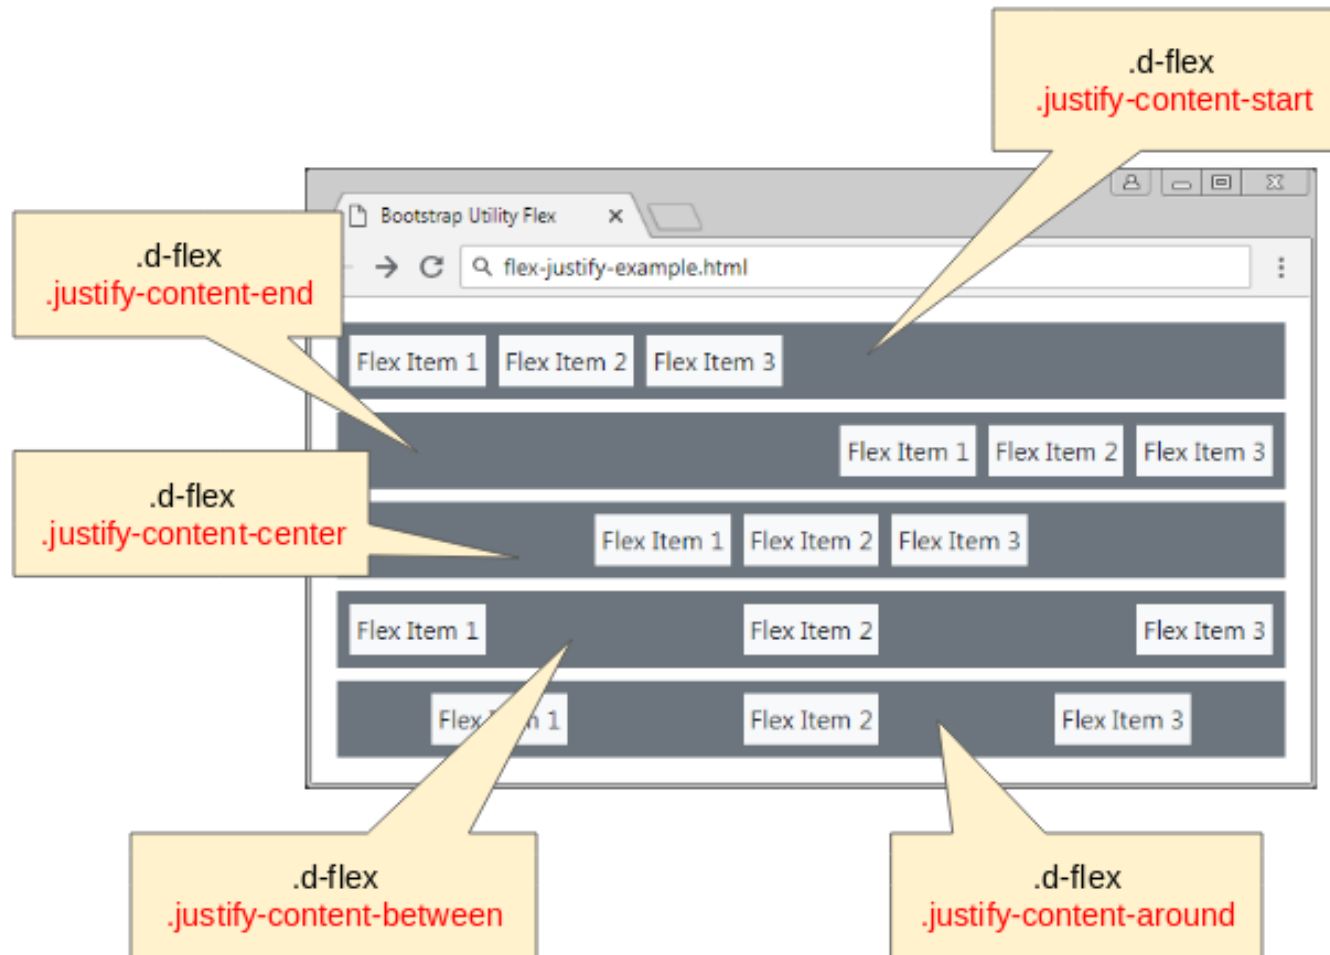 .d-flex
.justify-content-start
Bootstrap Utility Flex
.d-flex
.justify-content-end
flex-justify-example.html
Flex Item 1 Flex Item 2 Flex Item 3
Flex Item 1 Flex Item 2 Flex Item 3
.d-flex
.justify-content-center
Flex Item 1 Flex Item 2 Flex Item 3
Flex Item 1 Flex Item 2 Flex Item 3
Flex Item 1 Flex Item 2 Flex Item 3
.d-flex
.justify-content-between
.d-flex
.justify-content-around